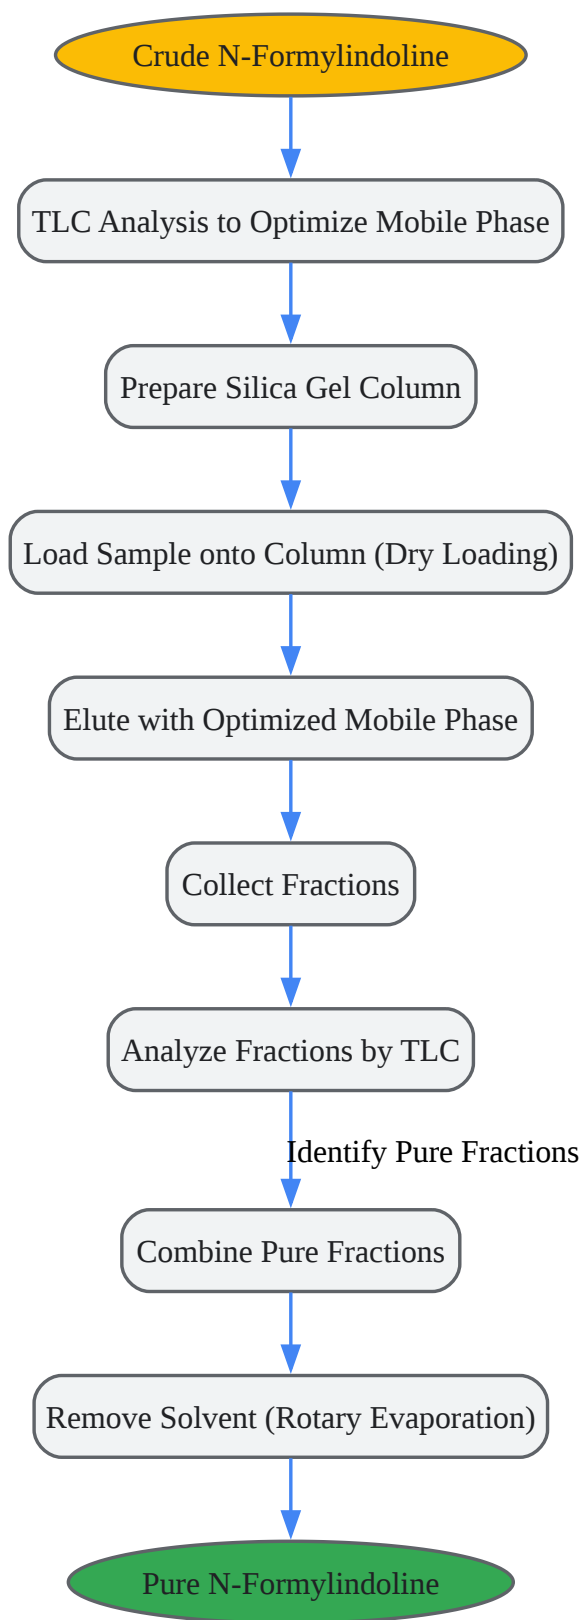 Crude N-Formylindoline
TLC Analysis to Optimize Mobile Phase
Prepare Silica Gel Column
Load Sample onto Column (Dry Loading)
Elute with Optimized Mobile Phase
Collect Fractions
Analyze Fractions by TLC
Identify Pure Fractions
Combine Pure Fractions
Remove Solvent (Rotary Evaporation)
Pure N-Formylindoline